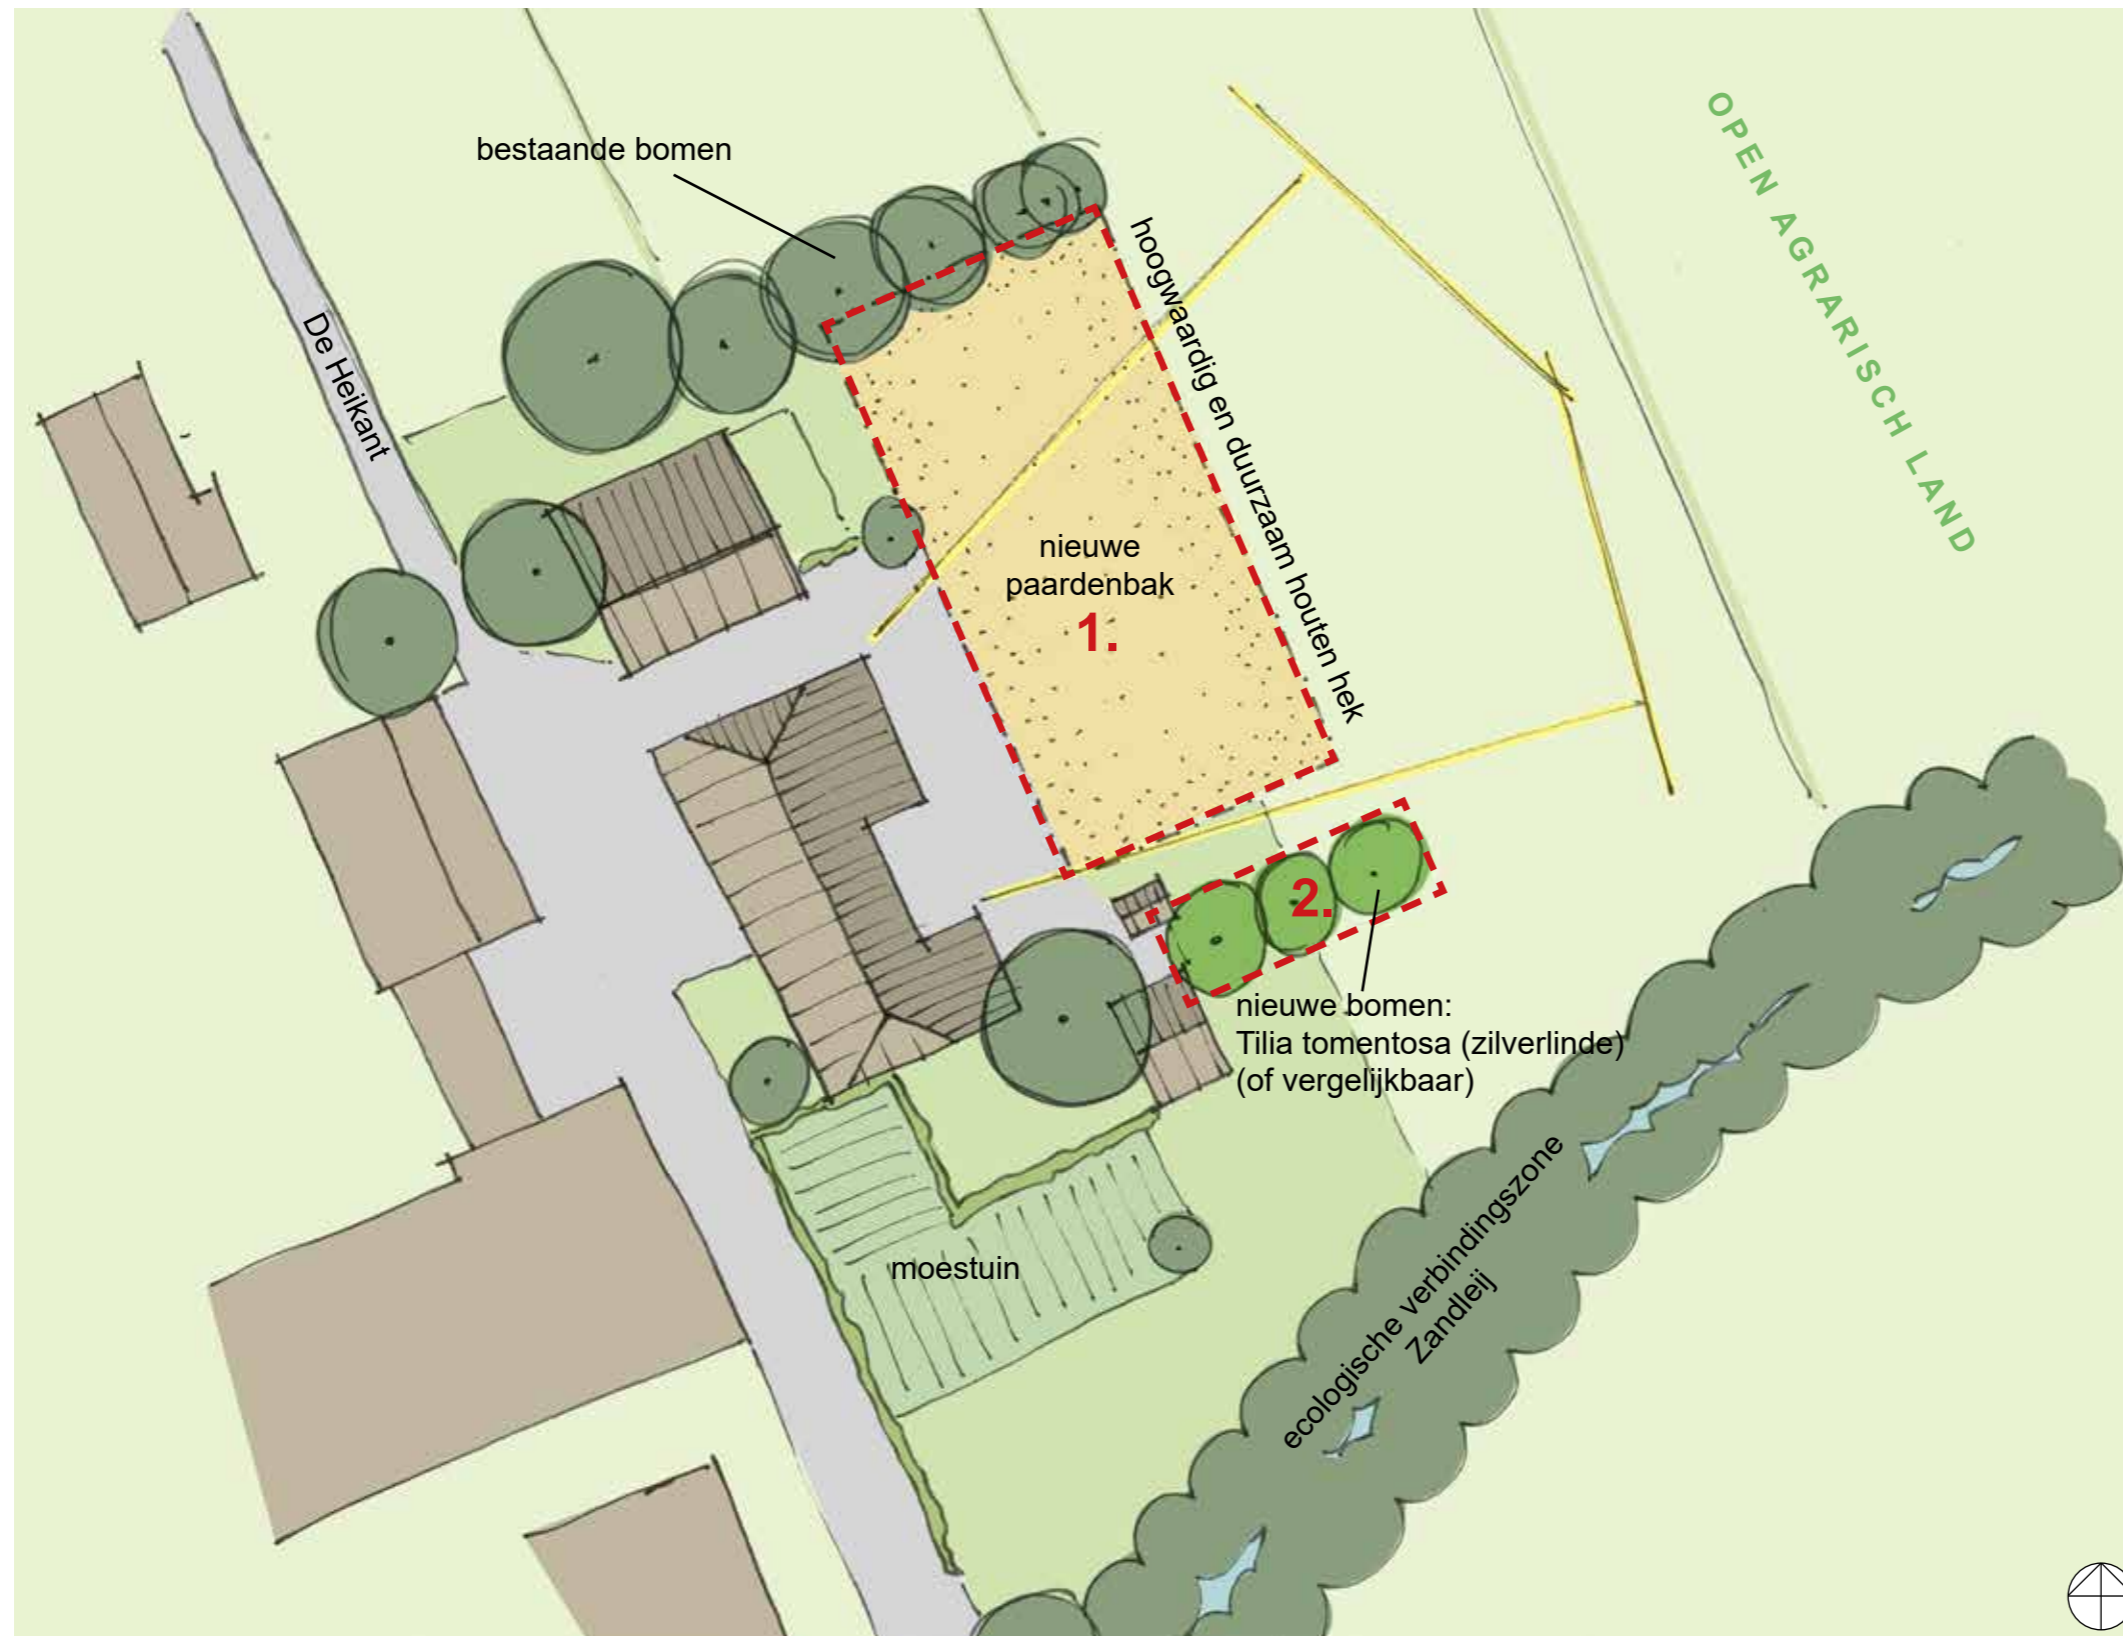 bestaande bomen
OPEN AGRARISCH LAND
De Heikant
hoogwaardig en duurzaam houten hek
nieuwe
paardenbak
1.
2.
nieuwe bomen:
Tilia tomentosa (zilverlinde)
(of vergelijkbaar)
moestuin
ecologische verbindingszone
Zandleij